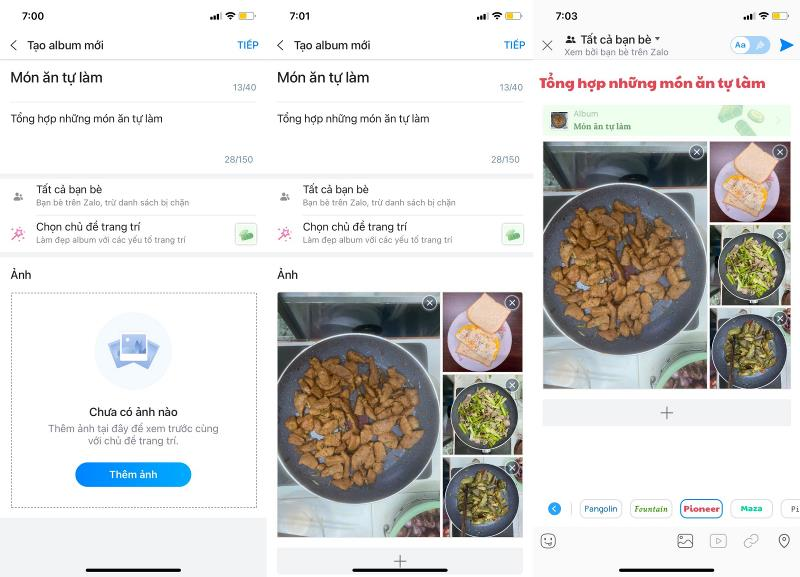 7:00
Tạo album mới
TIẾP
Món ăn tự làm
13/40
Tổng hợp những món ăn tự làm
28/150
Tất cả bạn bè
Bạn bè trên Zalo, trừ danh sách bị chặn
Chọn chủ đề trang trí
Làm đẹp album với các yếu tố trang trí
Ảnh
Chưa có ảnh nào
Thêm ảnh tại đây để xem trước cùng
với chủ đề trang trí.
Thêm ảnh
7:01
Tạo album mới
TIẾP
Món ăn tự làm
13/40
Tổng hợp những món ăn tự làm
28/150
Tất cả bạn bè
Bạn bè trên Zalo, trừ danh sách bị chặn
Chọn chủ đề trang trí
Làm đẹp album với các yếu tố trang trí
Ảnh
7:03
Tất cả bạn bè
Xem bởi bạn bè trên Zalo
Aa
Tổng hợp những món ăn tự làm
Album
Món ăn tự làm
Pangolin
Fountain
Pioneer
Maza
Pi